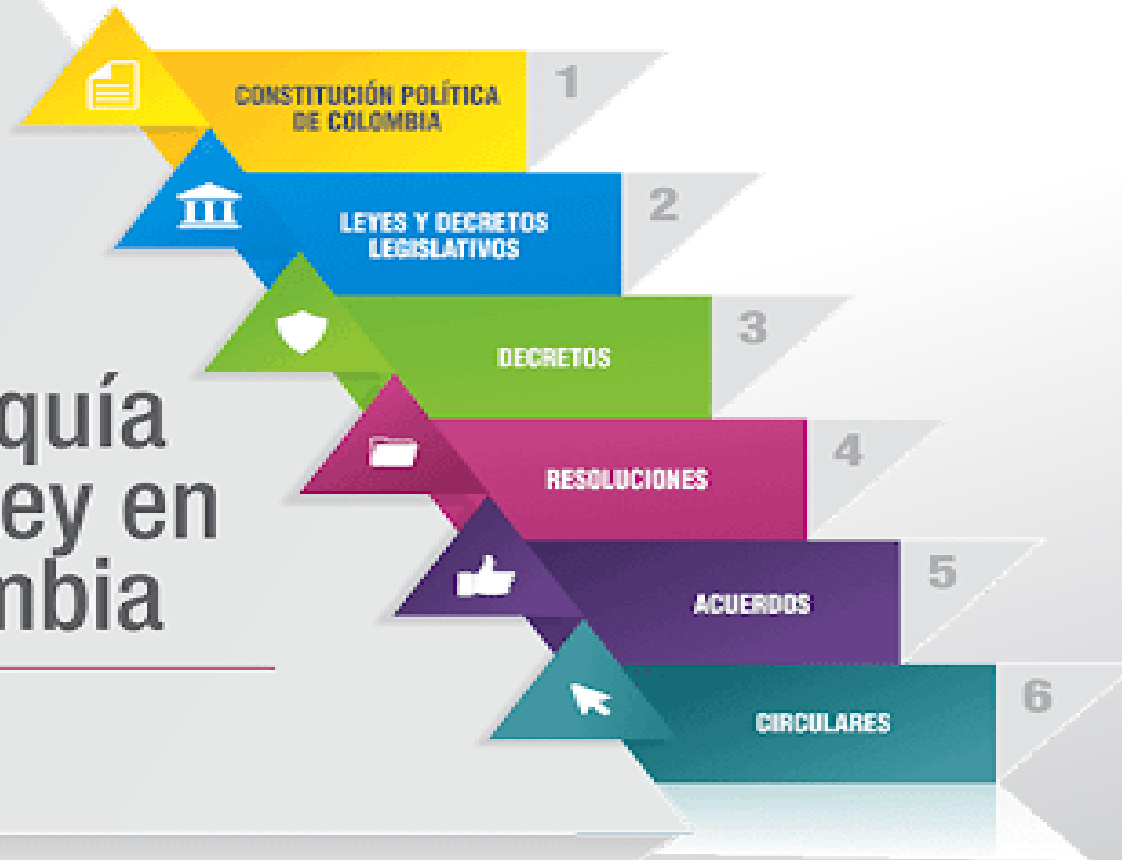 CONSTITUCIÓN POLÍTICA
DE COLOMBIA
1
LEYES Y DECRETOS
LEGISLATIVOS
2
DECRETOS
3
RESOLUCIONES
4
ACUERDOS
5
CIRCULARES
6
quía
ey en
mbia